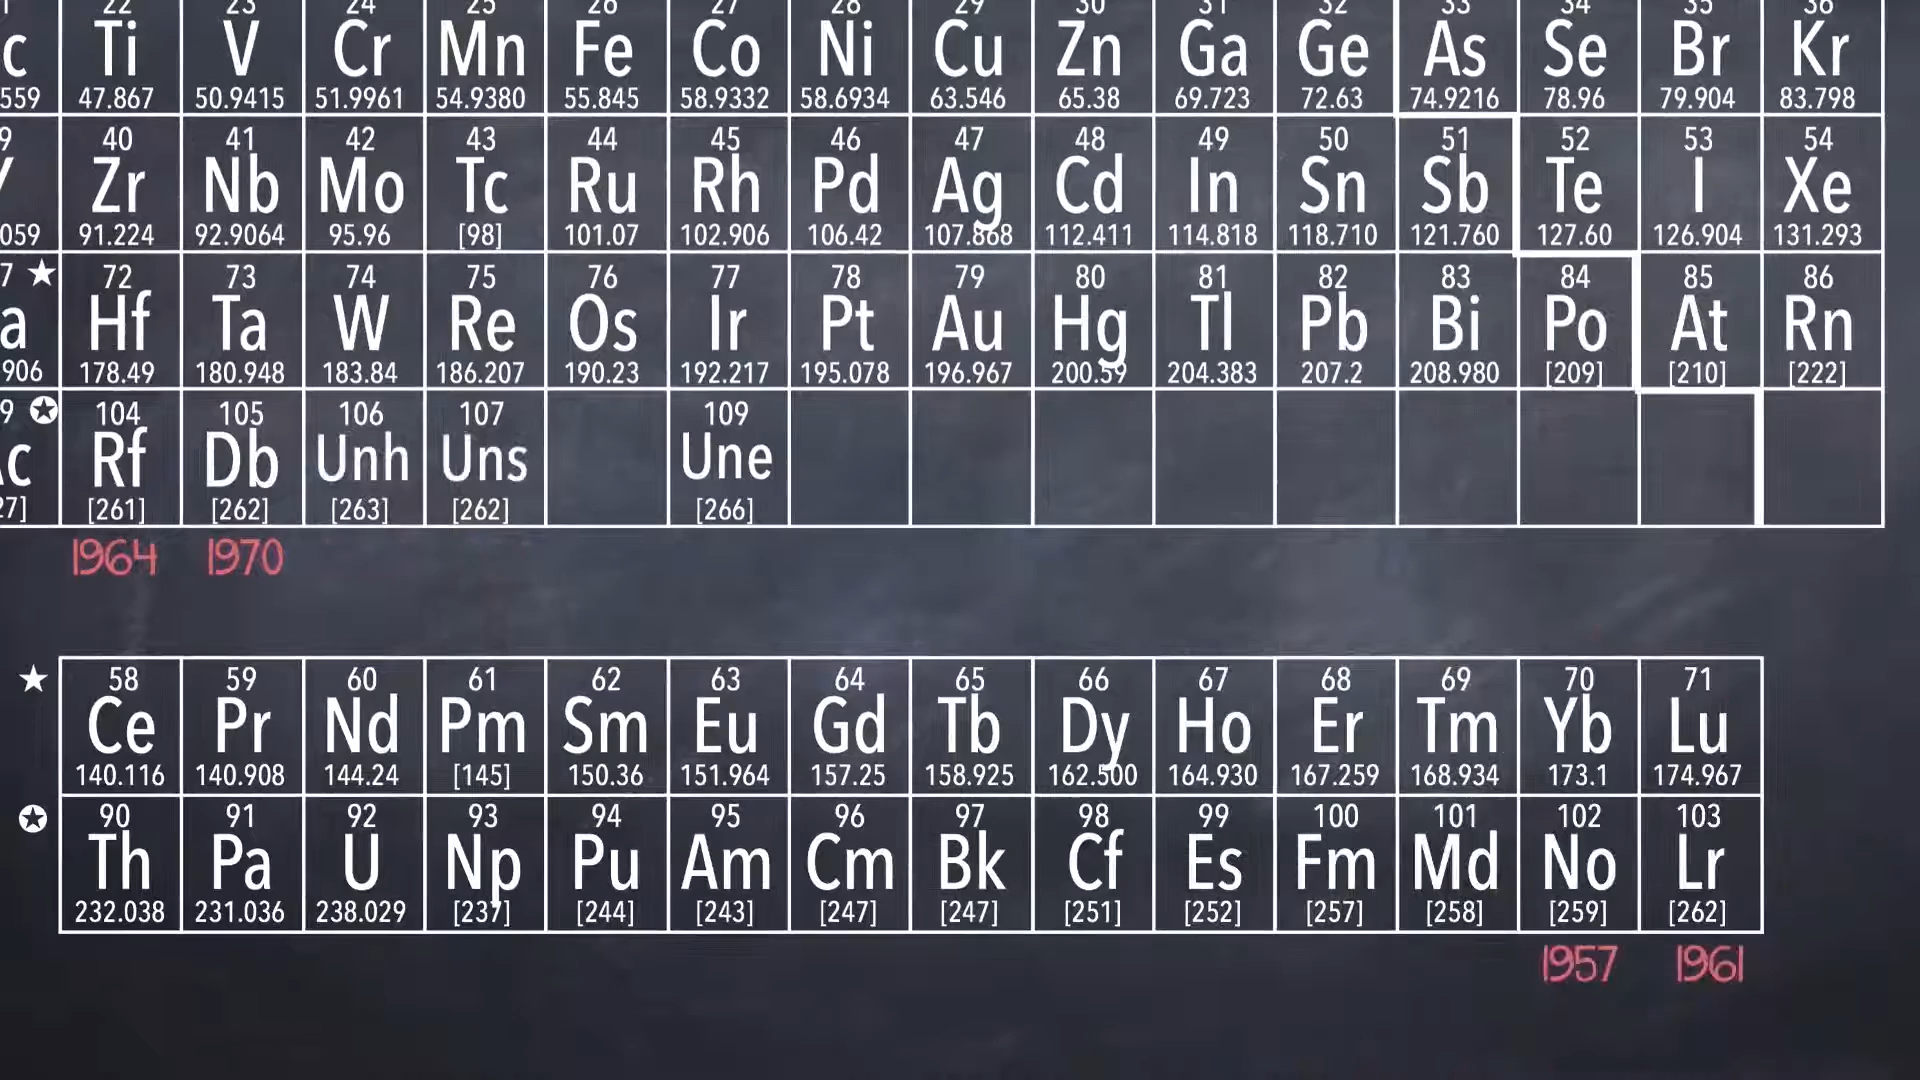 22 23 24 25 26 27 28 29 30 31 32 33 34 35 36
c Ti V Cr Mn Fe Co Ni Cu Zn Ga Ge As Se Br Kr
559 47.867 50.9415 51.9961 54.9380 55.845 58.9332 58.6934 63.546 65.38 69.723 72.63 74.9216 78.96 79.904 83.798
9 40 41 42 43 44 45 46 47 48 49 50 51 52 53 54
Zr Nb Mo Tc Ru Rh Pd Ag Cd In Sn Sb Te I Xe
059 91.224 92.9064 95.96 [98] 101.07 102.906 106.42 107.868 112.411 114.818 118.710 121.760 127.60 126.904 131.293
7 ★ 72 73 74 75 76 77 78 79 80 81 82 83 84 85 86
a Hf Ta W Re Os Ir Pt Au Hg Tl Pb Bi Po At Rn
906 178.49 180.948 183.84 186.207 190.23 192.217 195.078 196.967 200.59 204.383 207.2 208.980 [209] [210] [222]
9 ✪ 104 105 106 107 109
c Rf Db Unh Uns Une
27] [261] [262] [263] [262] [266]
1964 1970
★ 58 59 60 61 62 63 64 65 66 67 68 69 70 71
Ce Pr Nd Pm Sm Eu Gd Tb Dy Ho Er Tm Yb Lu
140.116 140.908 144.24 [145] 150.36 151.964 157.25 158.925 162.500 164.930 167.259 168.934 173.1 174.967
✪ 90 91 92 93 94 95 96 97 98 99 100 101 102 103
Th Pa U Np Pu Am Cm Bk Cf Es Fm Md No Lr
232.038 231.036 238.029 [237] [244] [243] [247] [247] [251] [252] [257] [258] [259] [262]
1957 1961